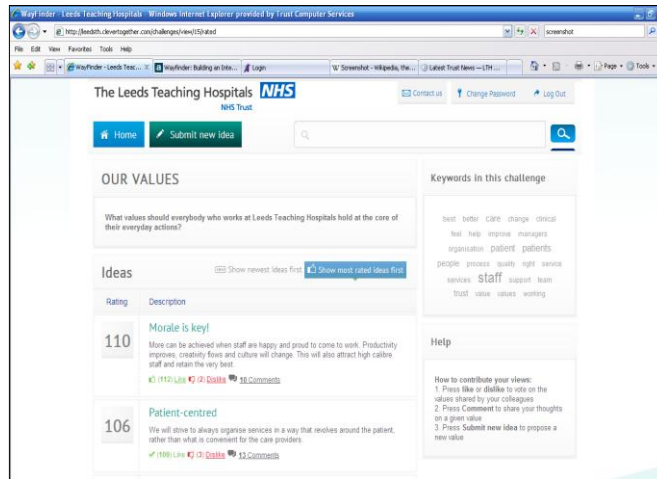 WayFinder - Leeds Teaching Hospitals - Windows Internet Explorer provided by Trust Computer Services
http://leedsth.clevertogether.com/challenges/view/15/rated
screenshot
File Edit View Favorites Tools Help
WayFinder - Leeds Teac... Wayfinder: Building an Inte... Login Screenshot - Wikipedia, the... Latest Trust News — LTH ... Page Tools
The Leeds Teaching Hospitals NHS
NHS Trust
Contact us Change Password Log Out
Home Submit new idea
OUR VALUES
What values should everybody who works at Leeds Teaching Hospitals hold at the core of
their everyday actions?
Ideas Show newest ideas first Show most rated ideas first
Rating Description
110
Morale is key!
More can be achieved when staff are happy and proud to come to work. Productivity
improves, creativity flows and culture will change. This will also attract high calibre
staff and retain the very best.
(112) Like (2) Dislike 10 Comments
106
Patient-centred
We will strive to always organise services in a way that revolves around the patient,
rather than what is convenient for the care providers.
(109) Like (3) Dislike 13 Comments
Keywords in this challenge
best better care change clinical
feel help improve managers
organisation patient patients
people process quality right service
services staff support team
trust value values working
Help
How to contribute your views:
1. Press like or dislike to vote on the
values shared by your colleagues
2. Press Comment to share your thoughts
on a given value
3. Press Submit new idea to propose a
new value